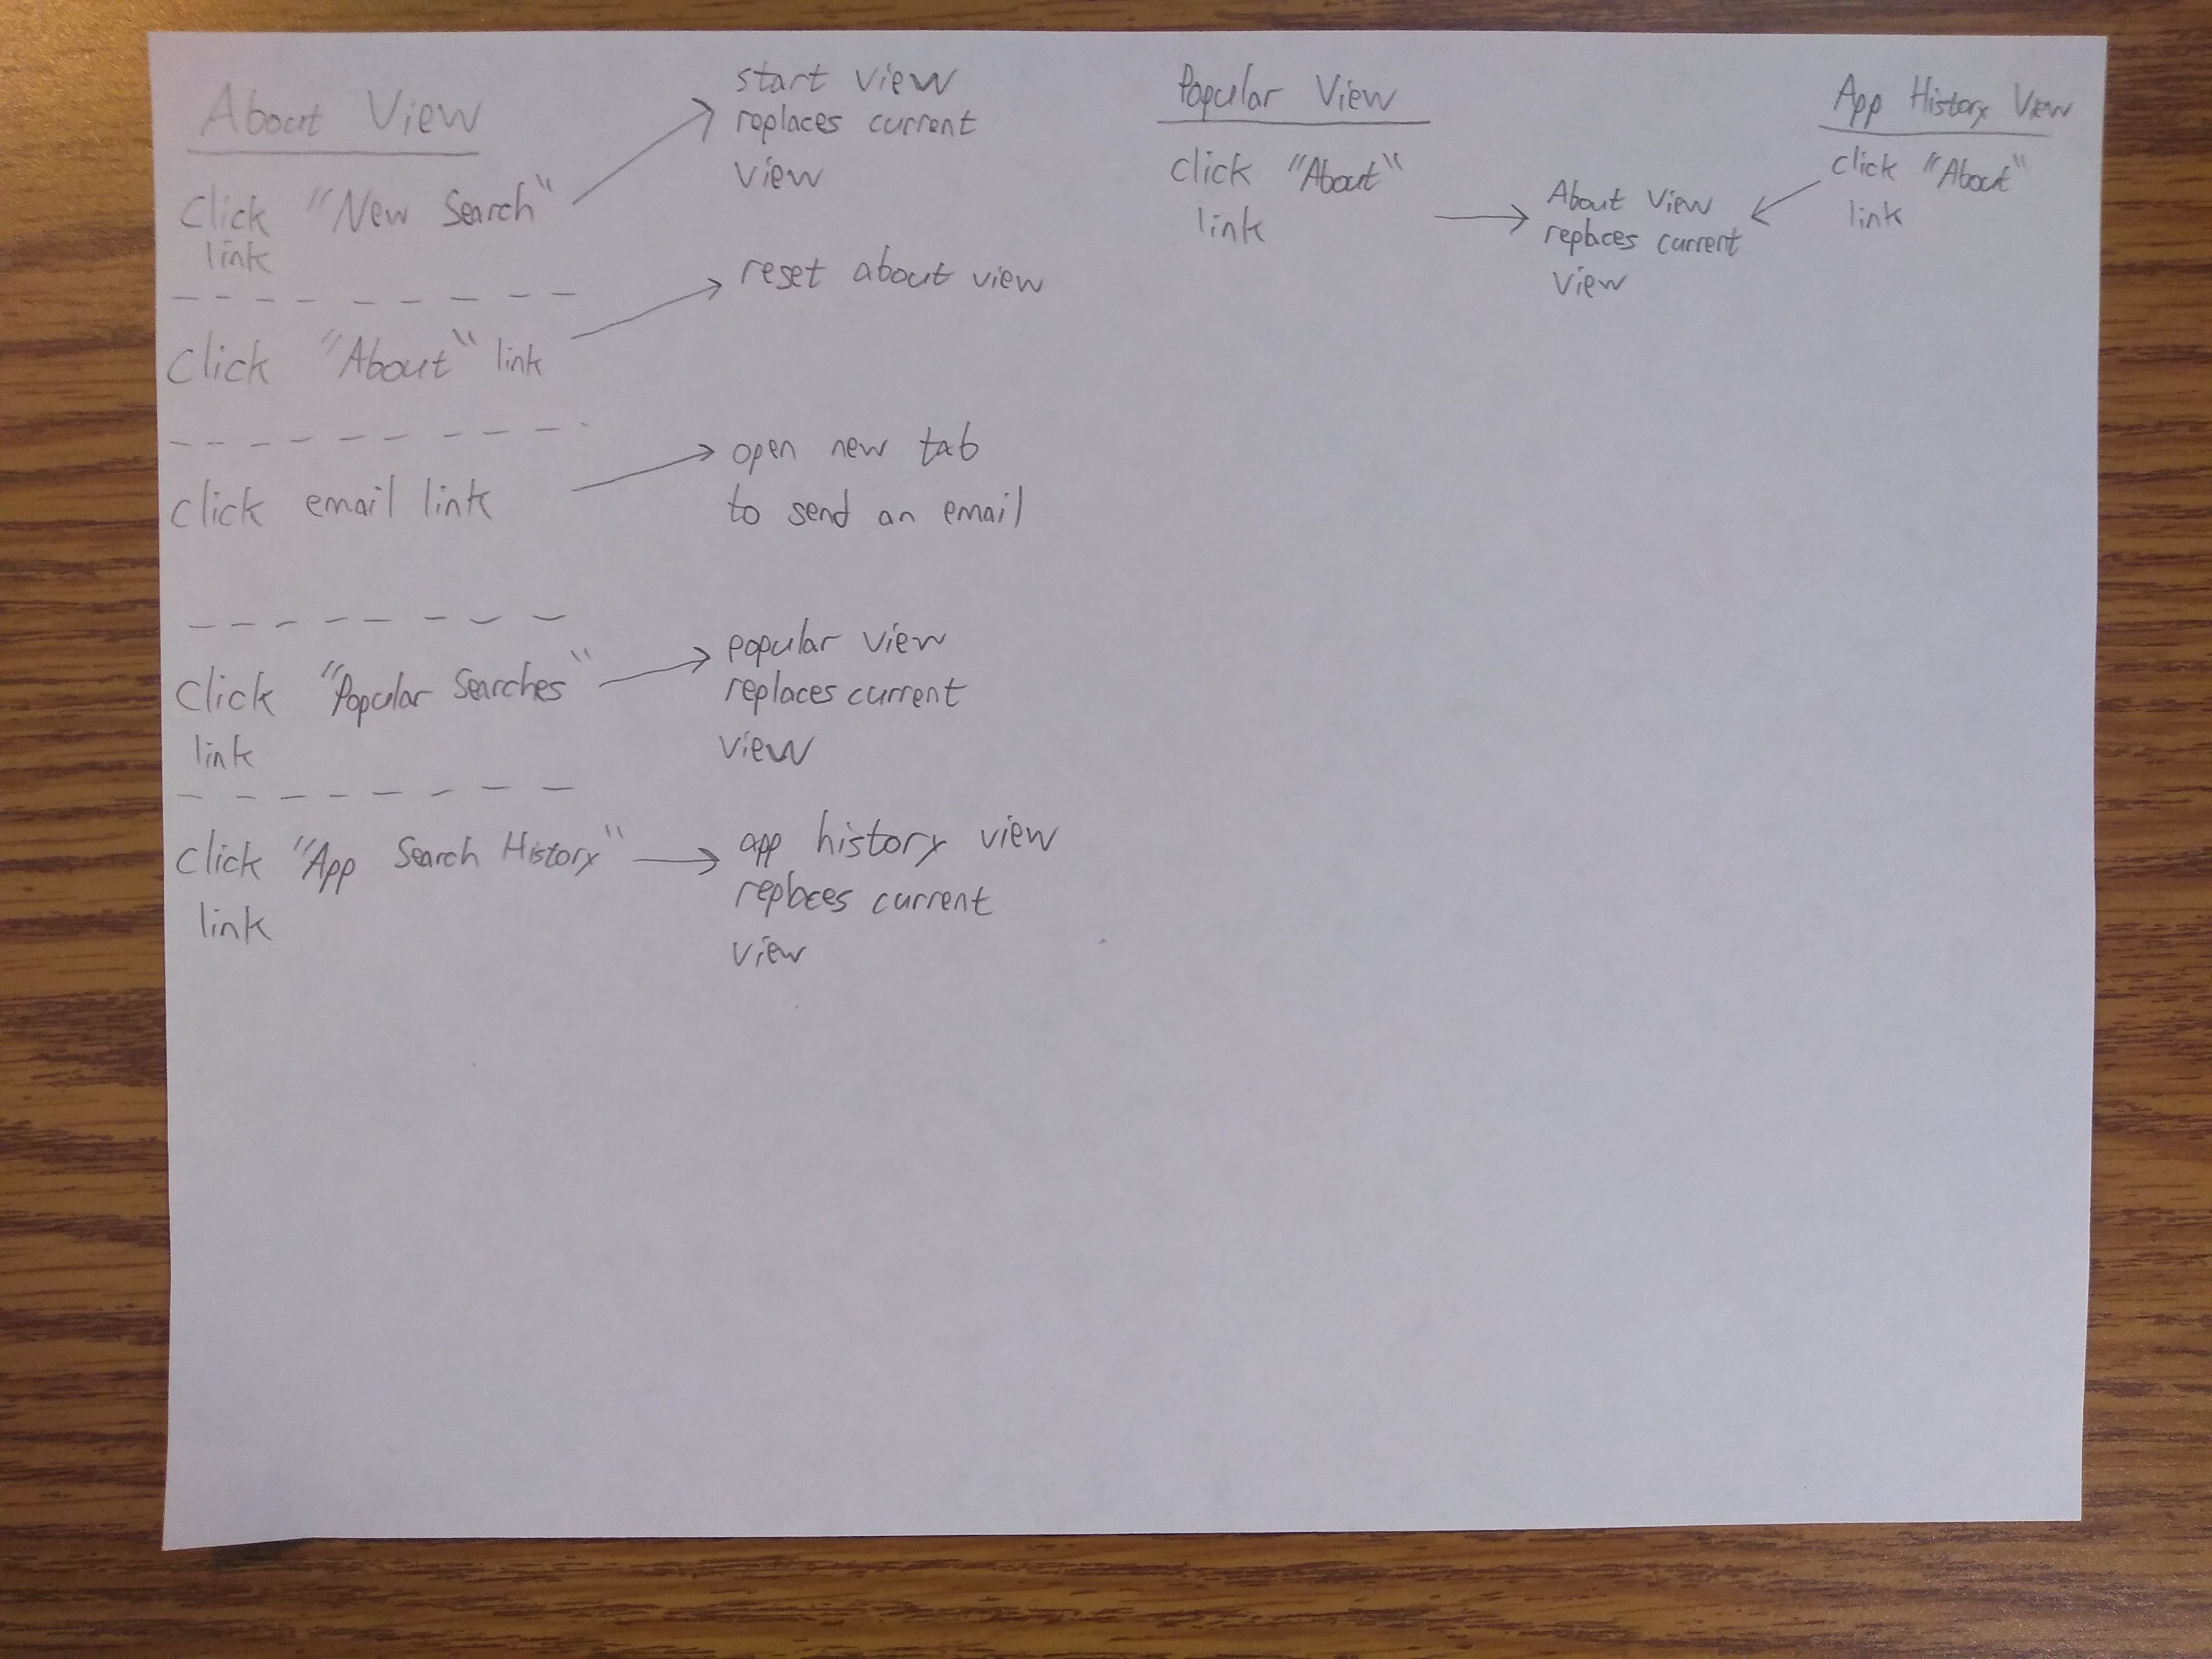 About View
Click "New Search"
link
start view
replaces current
view
Click "About" link
reset about view
click email link
open new tab
to send an email
Click "Popular Searches"
link
popular view
replaces current
view
Click "App Search History"
link
app history view
replaces current
view
Popular View
click "About"
link
About View
replaces current
view
App History View
click "About"
link